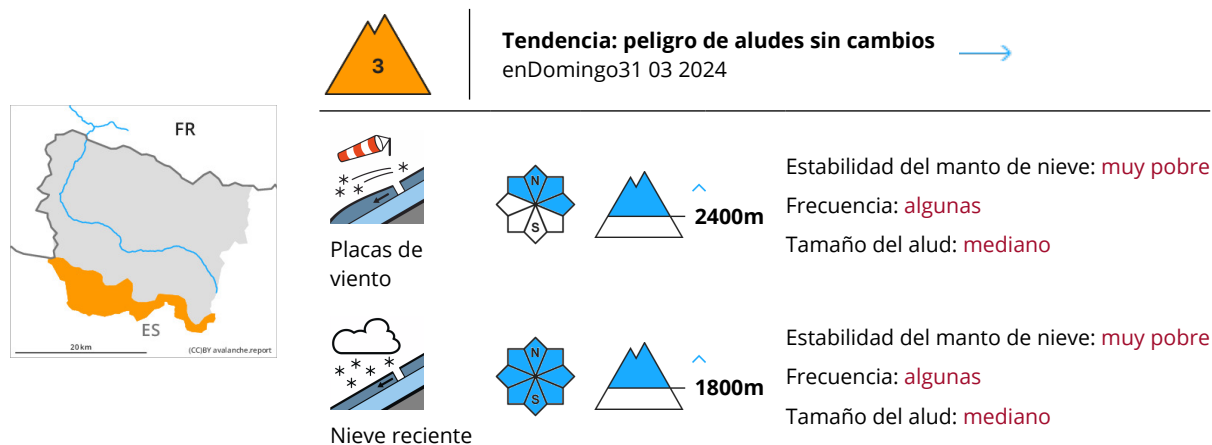 3
Tendencia: peligro de aludes sin cambios
enDomingo31 03 2024
FR
ES
20 km
(CC)BY avalanche.report
Placas de
viento
N
S
2400m
Estabilidad del manto de nieve: muy pobre
Frecuencia: algunas
Tamaño del alud: mediano
Nieve reciente
N
S
1800m
Estabilidad del manto de nieve: muy pobre
Frecuencia: algunas
Tamaño del alud: mediano